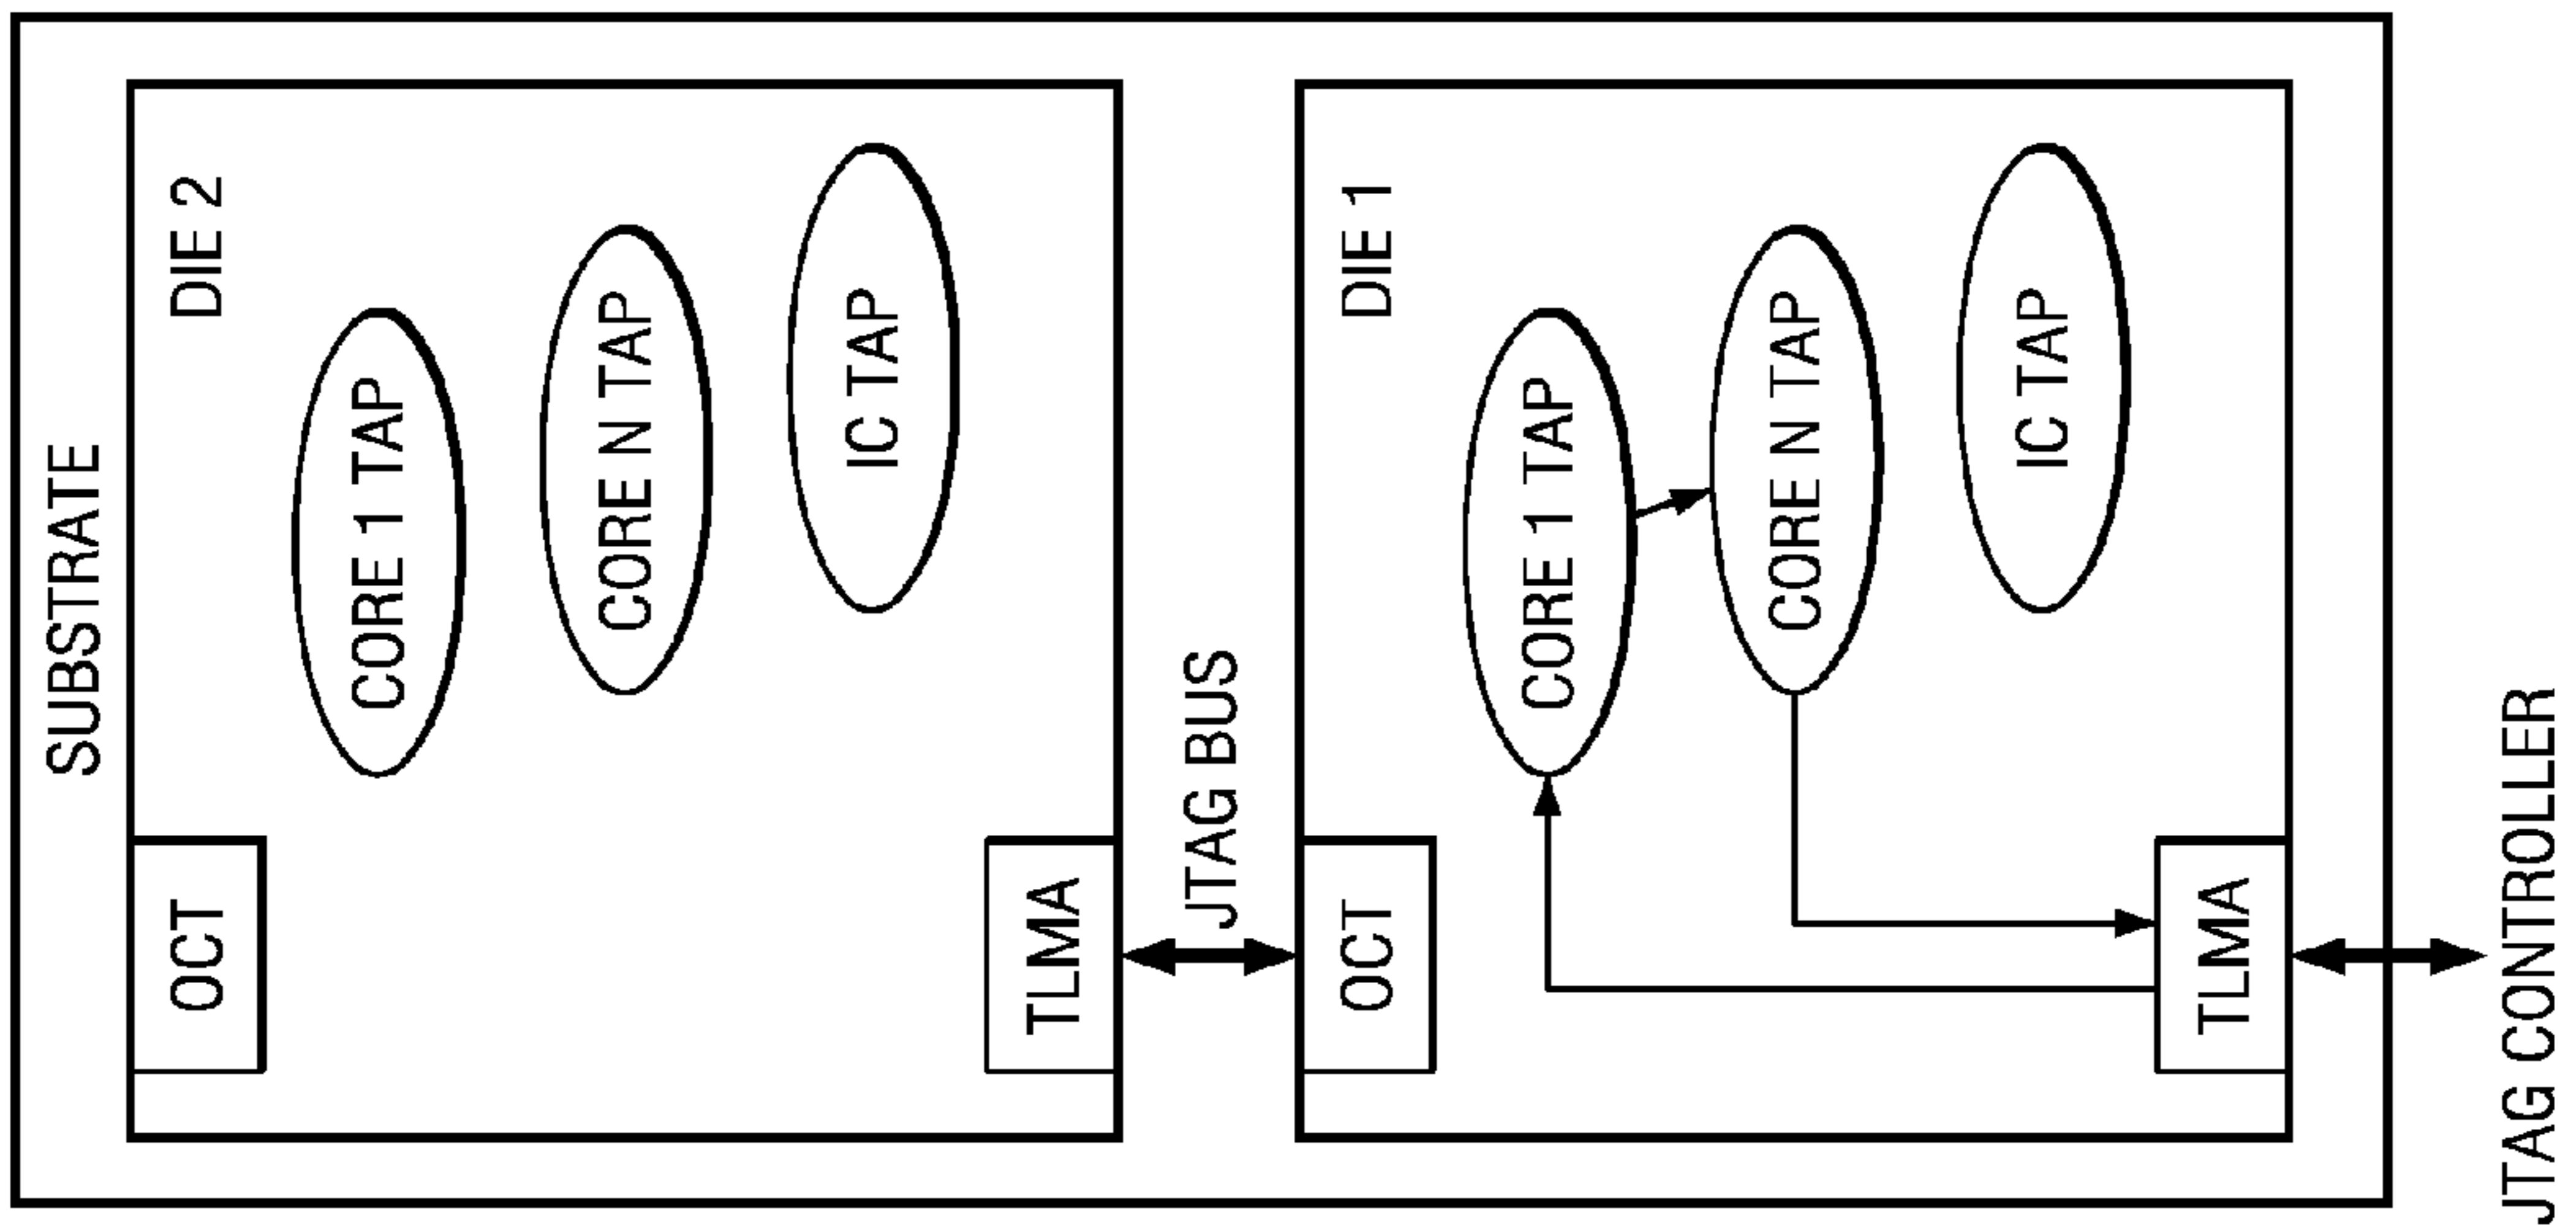 SUBSTRATE
DIE 2
CORE 1 TAP
CORE N TAP
IC TAP
OCT
TLMA
JTAG BUS
DIE 1
CORE 1 TAP
CORE N TAP
IC TAP
OCT
TLMA
JTAG CONTROLLER